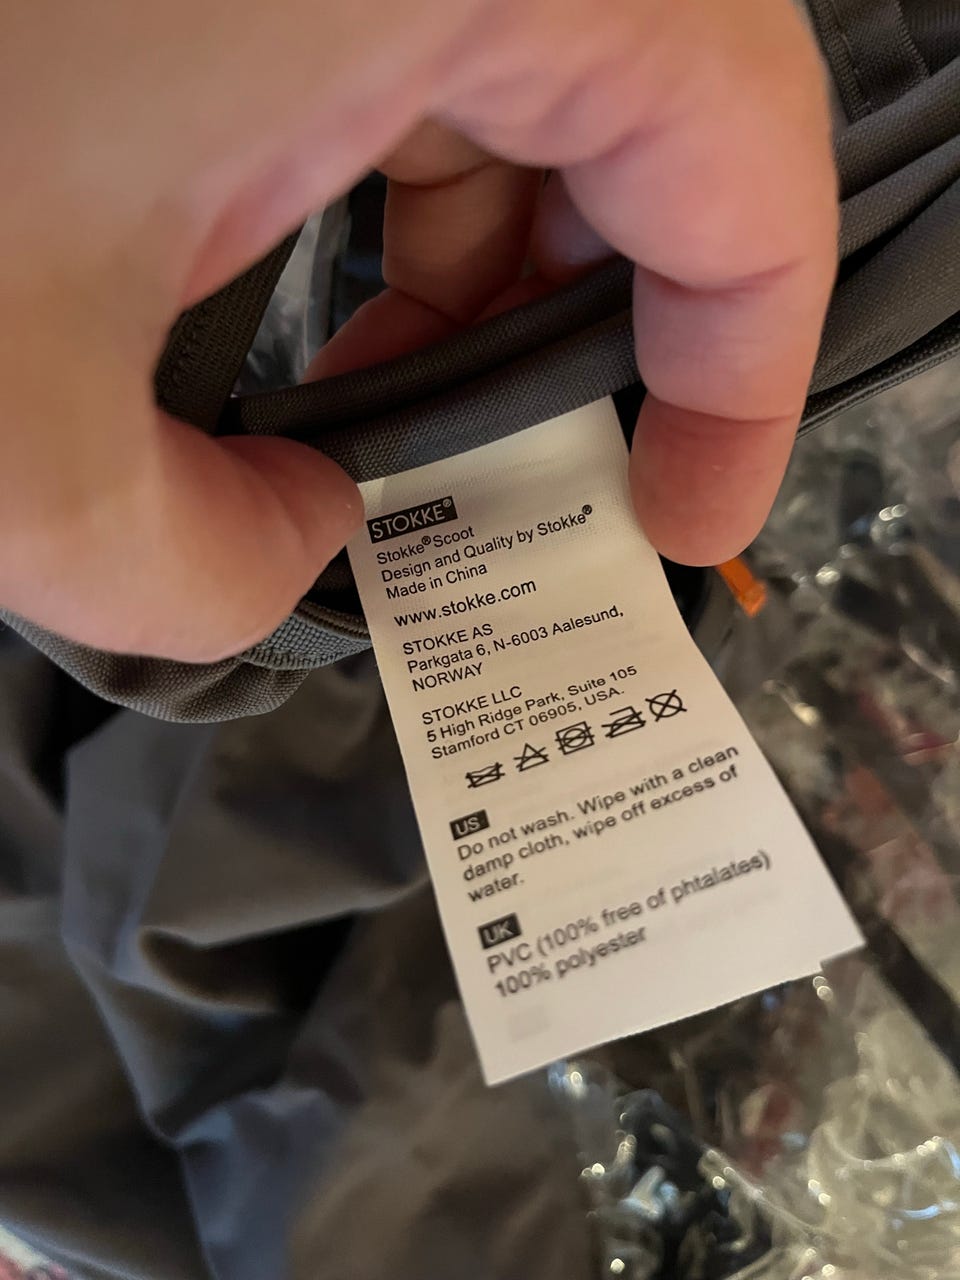 STOKKE®
Stokke® Scoot
Design and Quality by Stokke®
Made in China
www.stokke.com
STOKKE AS
Parkgata 6, N-6003 Aalesund,
NORWAY
STOKKE LLC
5 High Ridge Park, Suite 105
Stamford CT 06905, USA.
US
Do not wash. Wipe with a clean
damp cloth, wipe off excess of
water.
UK
PVC (100% free of phtalates)
100% polyester